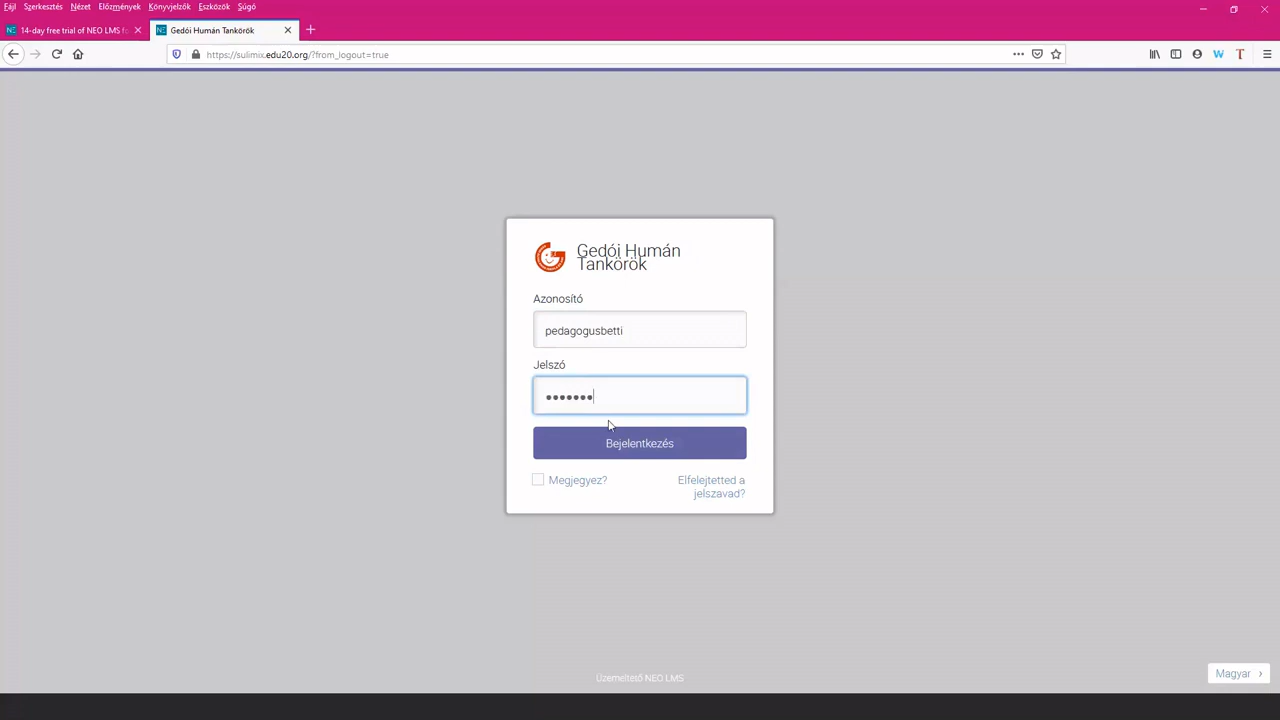 Fájl Szerkesztés Nézet Előzmények Könyvjelzők Eszközök Súgó
14-day free trial of NEO LMS fo
Gedói Humán Tankörök
https://sulimix.edu20.org/?from_logout=true
Gedói Humán
Tankörök
Azonosító
pedagogusbetti
Jelszó
•••••••
Bejelentkezés
Megjegyez?
Elfelejtetted a
jelszavad?
Üzemeltető NEO LMS
Magyar ›